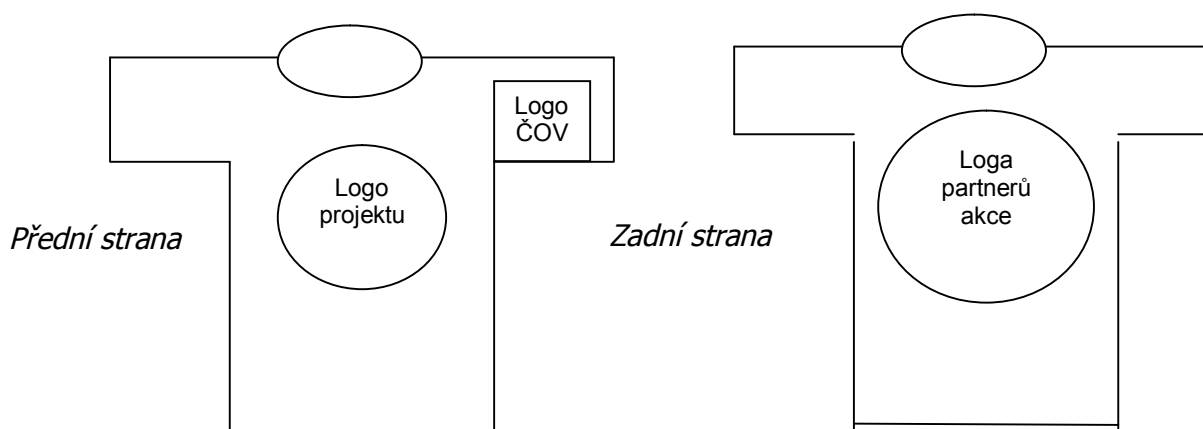 Logo
ČOV
Logo
projektu
Přední strana
Loga
partnerů
akce
Zadní strana